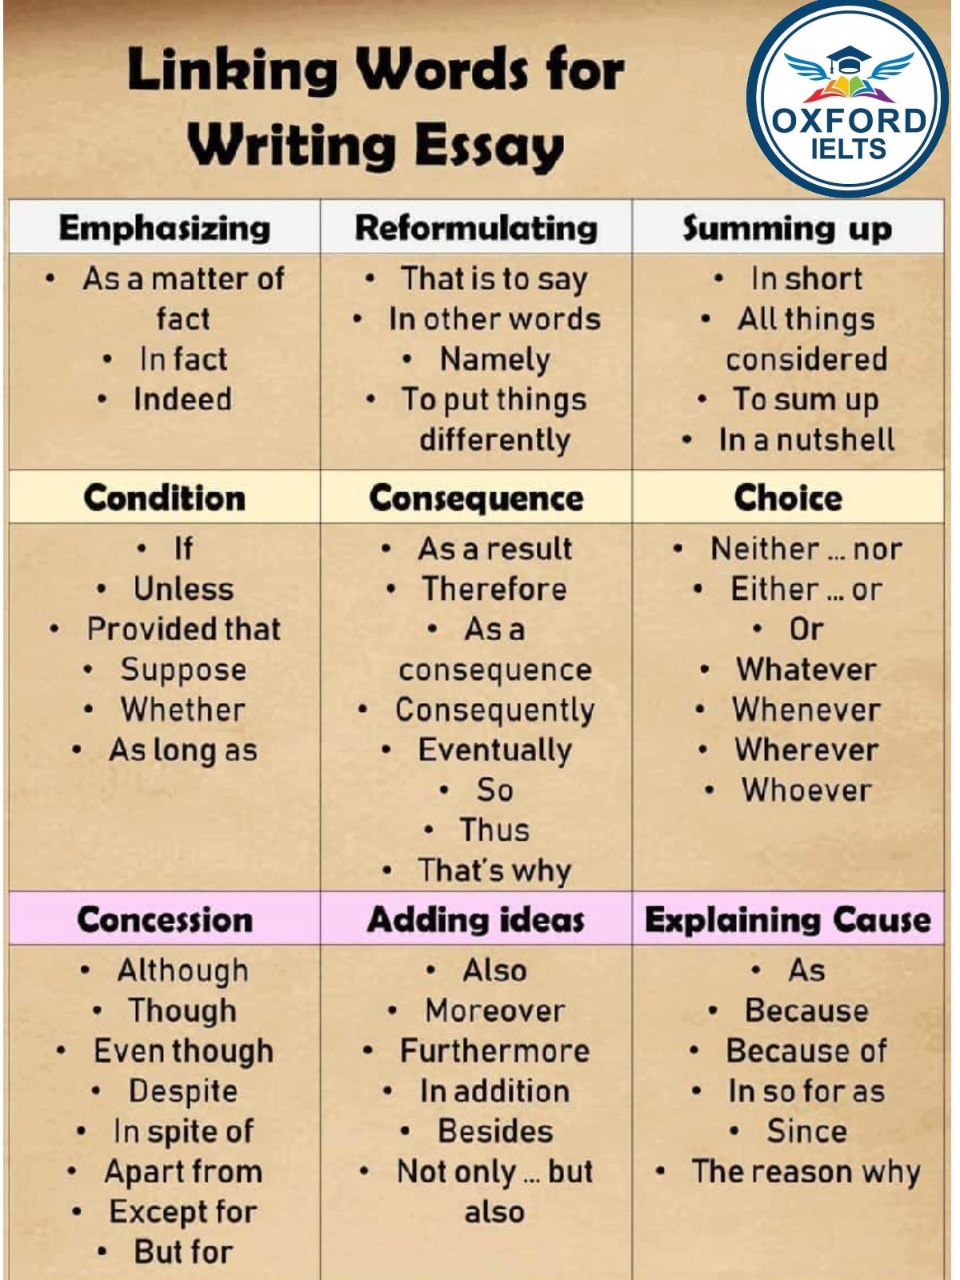 Linking Words for
Writing Essay
OXFORD
IELTS
Emphasizing
• As a matter of
fact
• In fact
• Indeed
Reformulating
• That is to say
• In other words
• Namely
• To put things
differently
Summing up
• In short
• All things
considered
• To sum up
• In a nutshell
Condition
• If
• Unless
• Provided that
• Suppose
• Whether
• As long as
Consequence
• As a result
• Therefore
• As a
consequence
• Consequently
• Eventually
• So
• Thus
• That's why
Choice
• Neither ... nor
• Either ... or
• Or
• Whatever
• Whenever
• Wherever
• Whoever
Concession
• Although
• Though
• Even though
• Despite
• In spite of
• Apart from
• Except for
• But for
Adding ideas
• Also
• Moreover
• Furthermore
• In addition
• Besides
• Not only ... but
also
Explaining Cause
• As
• Because
• Because of
• In so for as
• Since
• The reason why